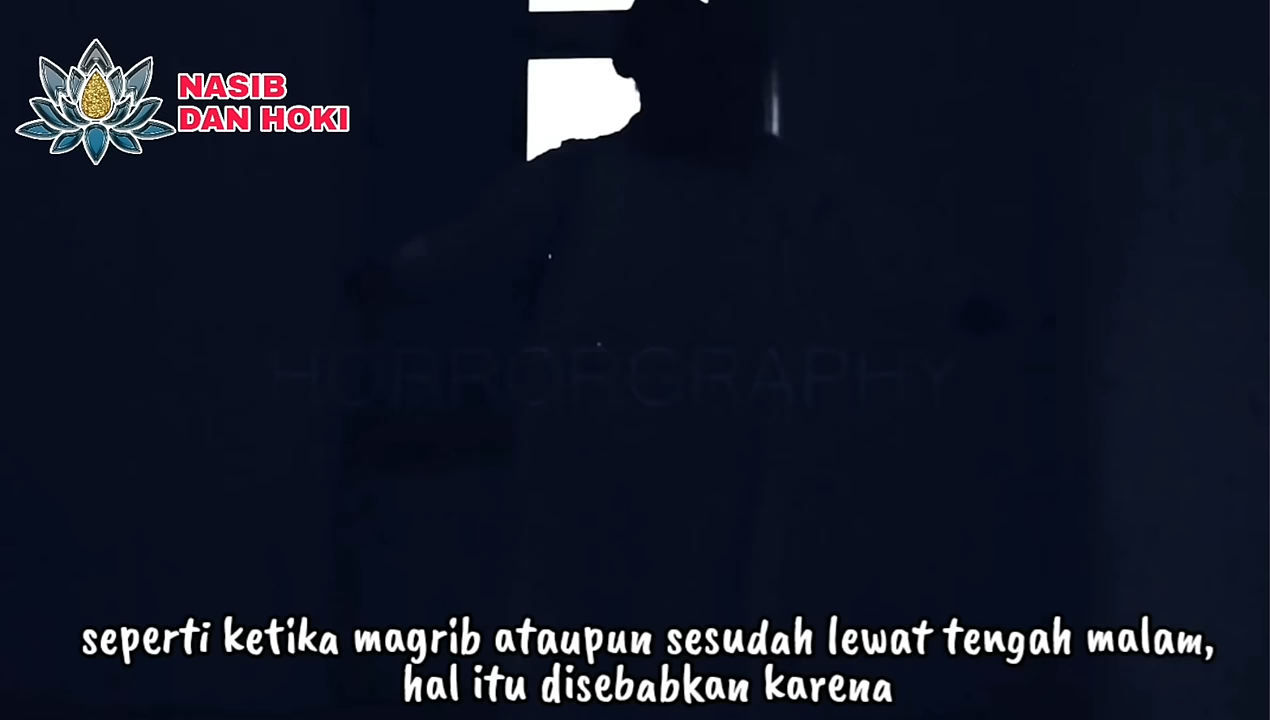 NASIB
DAN HOKI
HORRORGRAPHY
seperti ketika magrib ataupun sesudah lewat tengah malam,
hal itu disebabkan karena